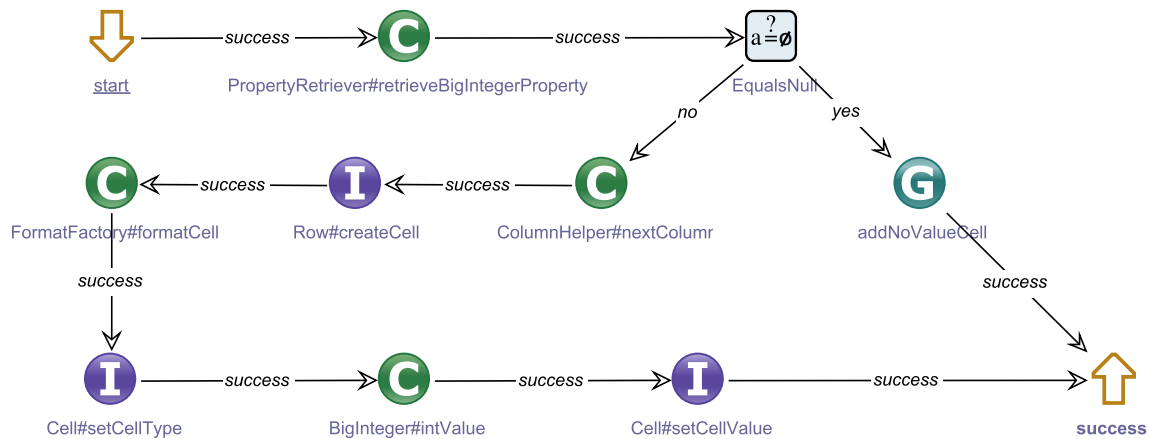 success
C
success
?
a=ø
start
PropertyRetriever#retrieveBigIntegerProperty
EqualsNull
no
yes
C
success
I
success
C
G
FormatFactory#formatCell
Row#createCell
ColumnHelper#nextColumn
addNoValueCell
success
success
I
success
C
success
I
success
Cell#setCellType
BigInteger#intValue
Cell#setCellValue
success